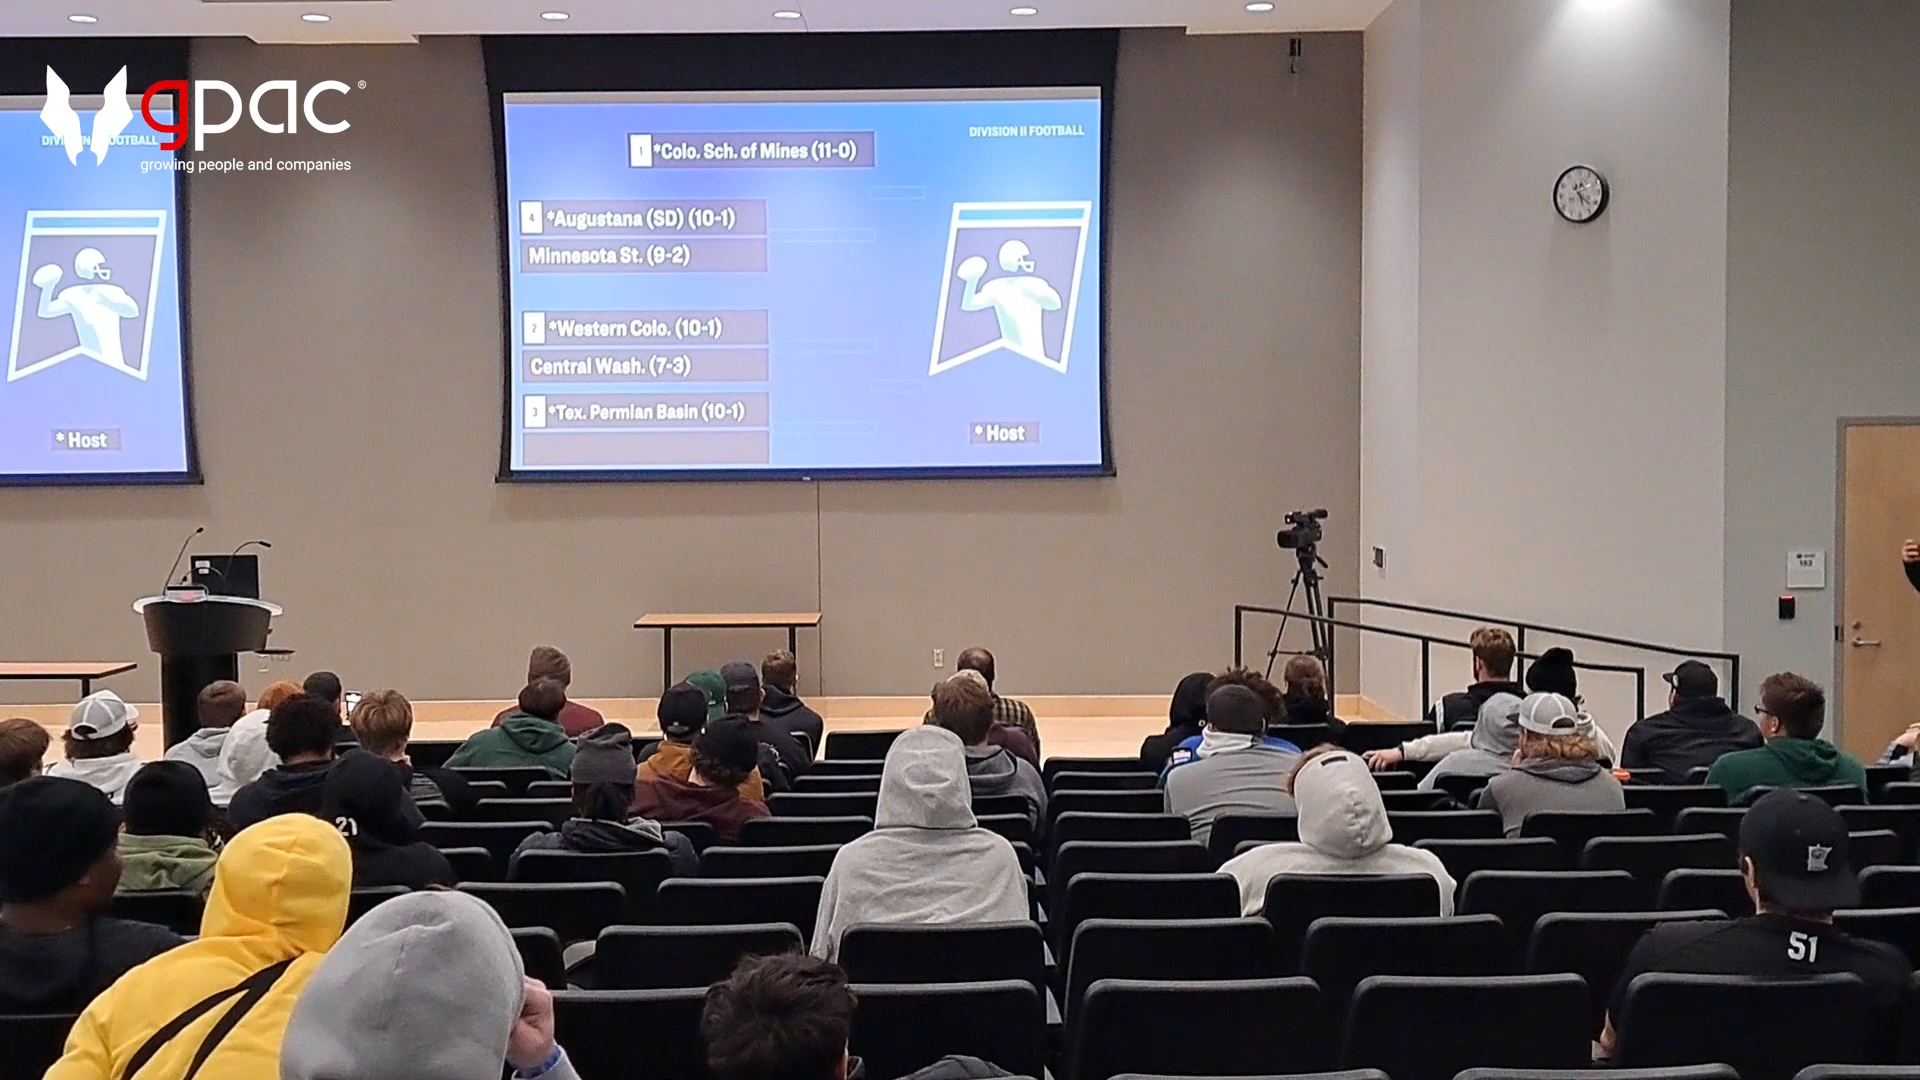 gpac®
growing people and companies
* Host
DIVISION II FOOTBALL
1 *Colo. Sch. of Mines (11-0)
4 *Augustana (SD) (10-1)
Minnesota St. (9-2)
2 *Western Colo. (10-1)
Central Wash. (7-3)
3 *Tex. Permian Basin (10-1)
* Host
193
21
51